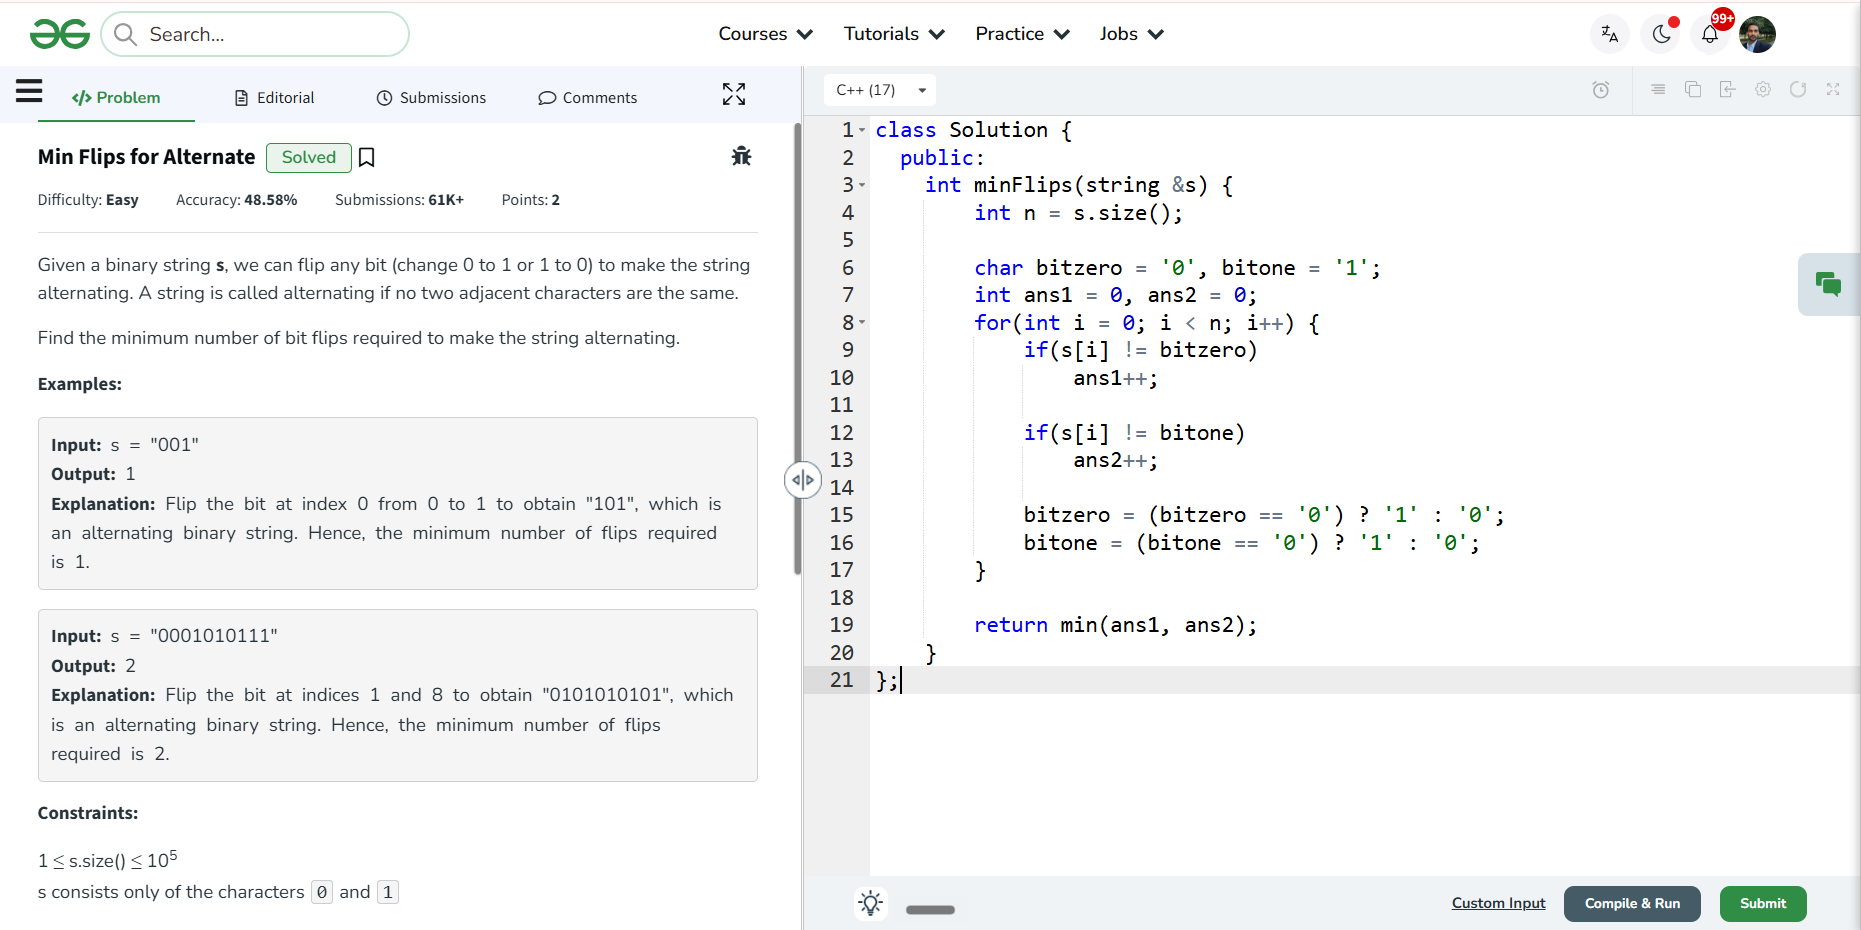 Search...
Courses Tutorials Practice Jobs
99+
Problem Editorial Submissions Comments
Min Flips for Alternate Solved
Difficulty: Easy Accuracy: 48.58% Submissions: 61K+ Points: 2
Given a binary string s, we can flip any bit (change 0 to 1 or 1 to 0) to make the string
alternating. A string is called alternating if no two adjacent characters are the same.
Find the minimum number of bit flips required to make the string alternating.
Examples:
Input: s = "001"
Output: 1
Explanation: Flip the bit at index 0 from 0 to 1 to obtain "101", which is
an alternating binary string. Hence, the minimum number of flips required
is 1.
Input: s = "0001010111"
Output: 2
Explanation: Flip the bit at indices 1 and 8 to obtain "0101010101", which
is an alternating binary string. Hence, the minimum number of flips
required is 2.
Constraints:
1 ≤ s.size() ≤ 10⁵
s consists only of the characters 0 and 1
C++ (17)
1 class Solution {
2 public:
3 int minFlips(string &s) {
4 int n = s.size();
5
6 char bitzero = '0', bitone = '1';
7 int ans1 = 0, ans2 = 0;
8 for(int i = 0; i < n; i++) {
9 if(s[i] != bitzero)
10 ans1++;
11
12 if(s[i] != bitone)
13 ans2++;
14
15 bitzero = (bitzero == '0') ? '1' : '0';
16 bitone = (bitone == '0') ? '1' : '0';
17 }
18
19 return min(ans1, ans2);
20 }
21 };
Custom Input Compile & Run Submit